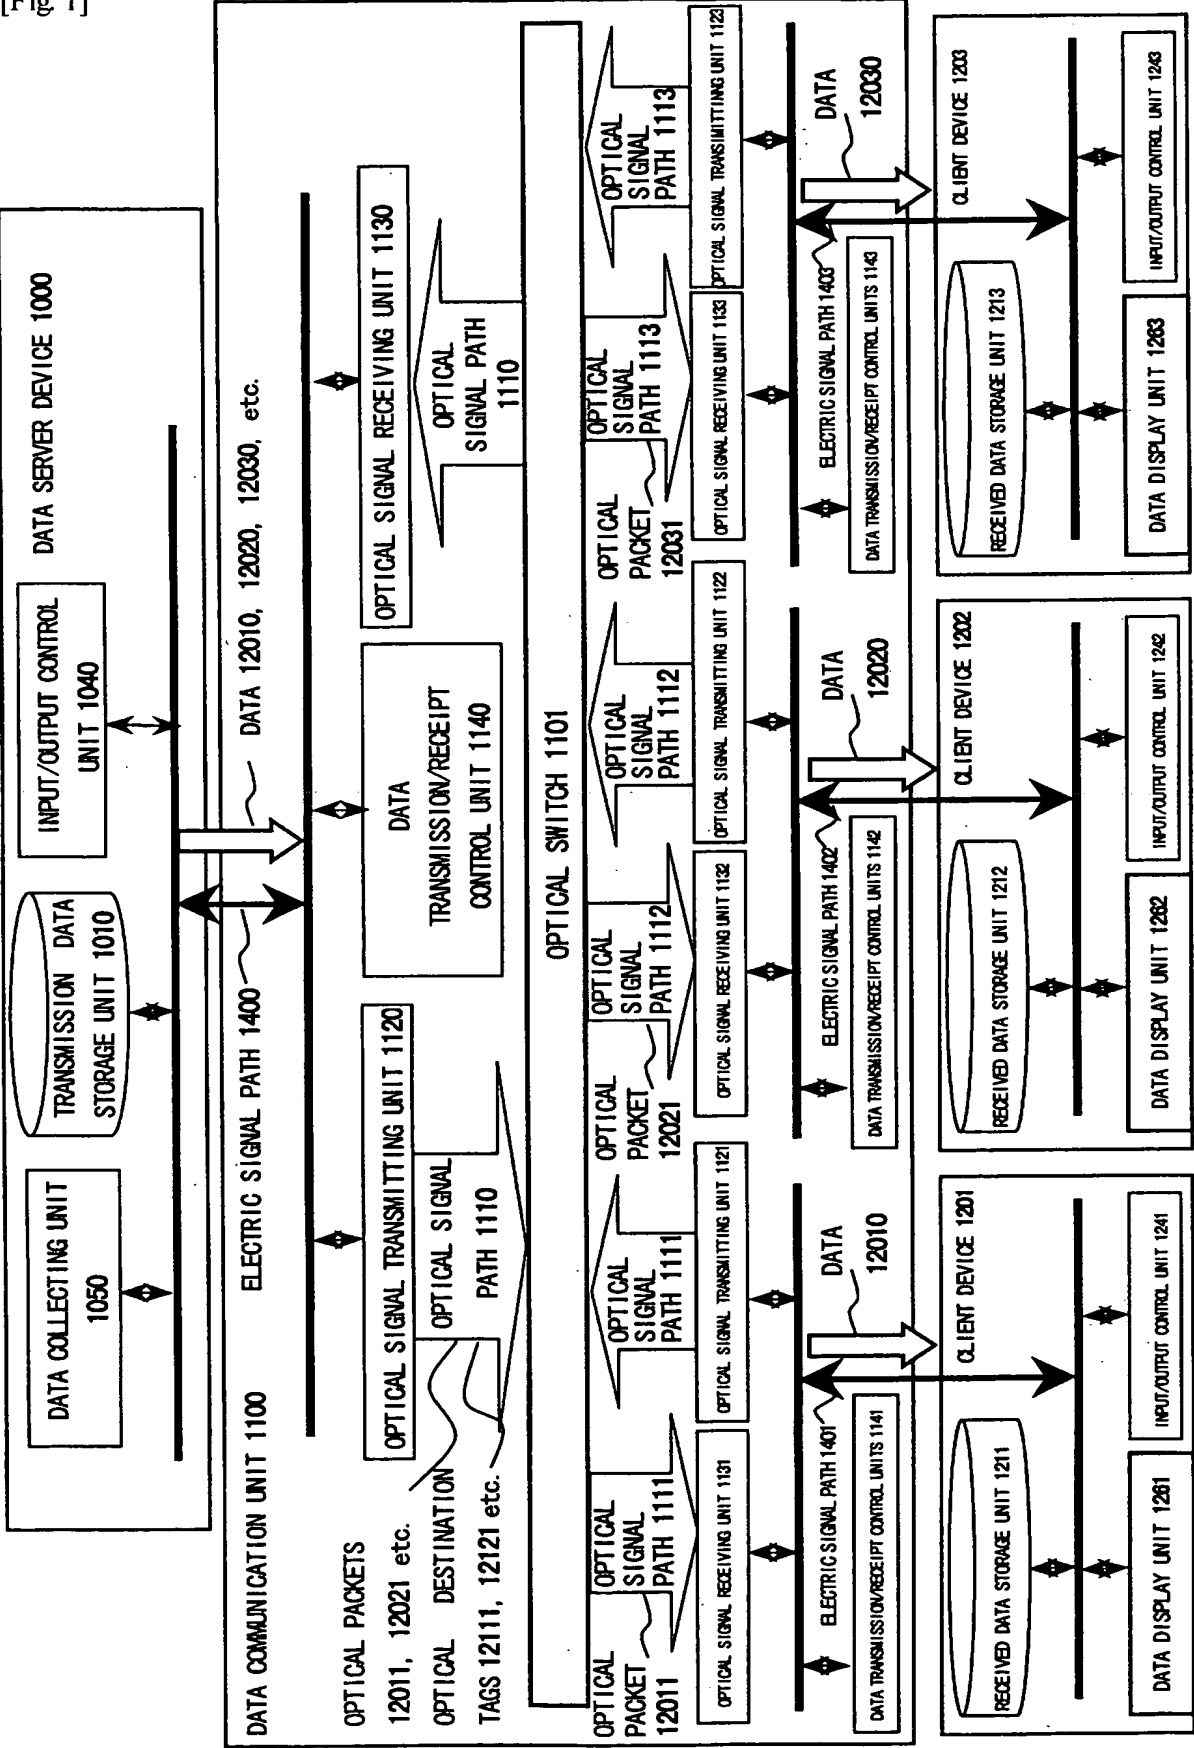 [Fig. 1]
DATA SERVER DEVICE 1000
DATA COLLECTING UNIT
1050
TRANSMISSION DATA
STORAGE UNIT 1010
INPUT/OUTPUT CONTROL
UNIT 1040
ELECTRIC SIGNAL PATH 1400
DATA 12010, 12020, 12030, etc.
DATA COMMUNICATION UNIT 1100
OPTICAL PACKETS
12011, 12021 etc.
OPTICAL DESTINATION
TAGS 12111, 12121 etc.
OPTICAL SIGNAL TRANSMITTING UNIT 1120
OPTICAL SIGNAL
PATH 1110
DATA
TRANSMISSION/RECEIPT
CONTROL UNIT 1140
OPTICAL SIGNAL RECEIVING UNIT 1130
OPTICAL
SIGNAL PATH
1110
OPTICAL SWITCH 1101
OPTICAL
PACKET
12011
OPTICAL
SIGNAL
PATH 1111
OPTICAL
SIGNAL
PATH 1111
OPTICAL SIGNAL RECEIVING UNIT 1131
OPTICAL SIGNAL TRANSMITTING UNIT 1121
OPTICAL
PACKET
12021
OPTICAL
SIGNAL
PATH 1112
OPTICAL
SIGNAL
PATH 1112
OPTICAL SIGNAL RECEIVING UNIT 1132
OPTICAL SIGNAL TRANSMITTING UNIT 1122
OPTICAL
PACKET
12031
OPTICAL
SIGNAL
PATH 1113
OPTICAL
SIGNAL
PATH 1113
OPTICAL SIGNAL RECEIVING UNIT 1133
OPTICAL SIGNAL TRANSIMITTING UNIT 1123
ELECTRIC SIGNAL PATH 1401
DATA
12010
DATA TRANSMISSION/RECEIPT CONTROL UNITS 1141
ELECTRIC SIGNAL PATH 1402
DATA
12020
DATA TRANSMISSION/RECEIPT CONTROL UNITS 1142
ELECTRIC SIGNAL PATH 1403
DATA
12030
DATA TRANSMISSION/RECEIPT CONTROL UNITS 1143
CLIENT DEVICE 1201
RECEIVED DATA STORAGE UNIT 1211
DATA DISPLAY UNIT 1261
INPUT/OUTPUT CONTROL UNIT 1241
CLIENT DEVICE 1202
RECEIVED DATA STORAGE UNIT 1212
DATA DISPLAY UNIT 1262
INPUT/OUTPUT CONTROL UNIT 1242
CLIENT DEVICE 1203
RECEIVED DATA STORAGE UNIT 1213
DATA DISPLAY UNIT 1263
INPUT/OUTPUT CONTROL UNIT 1243